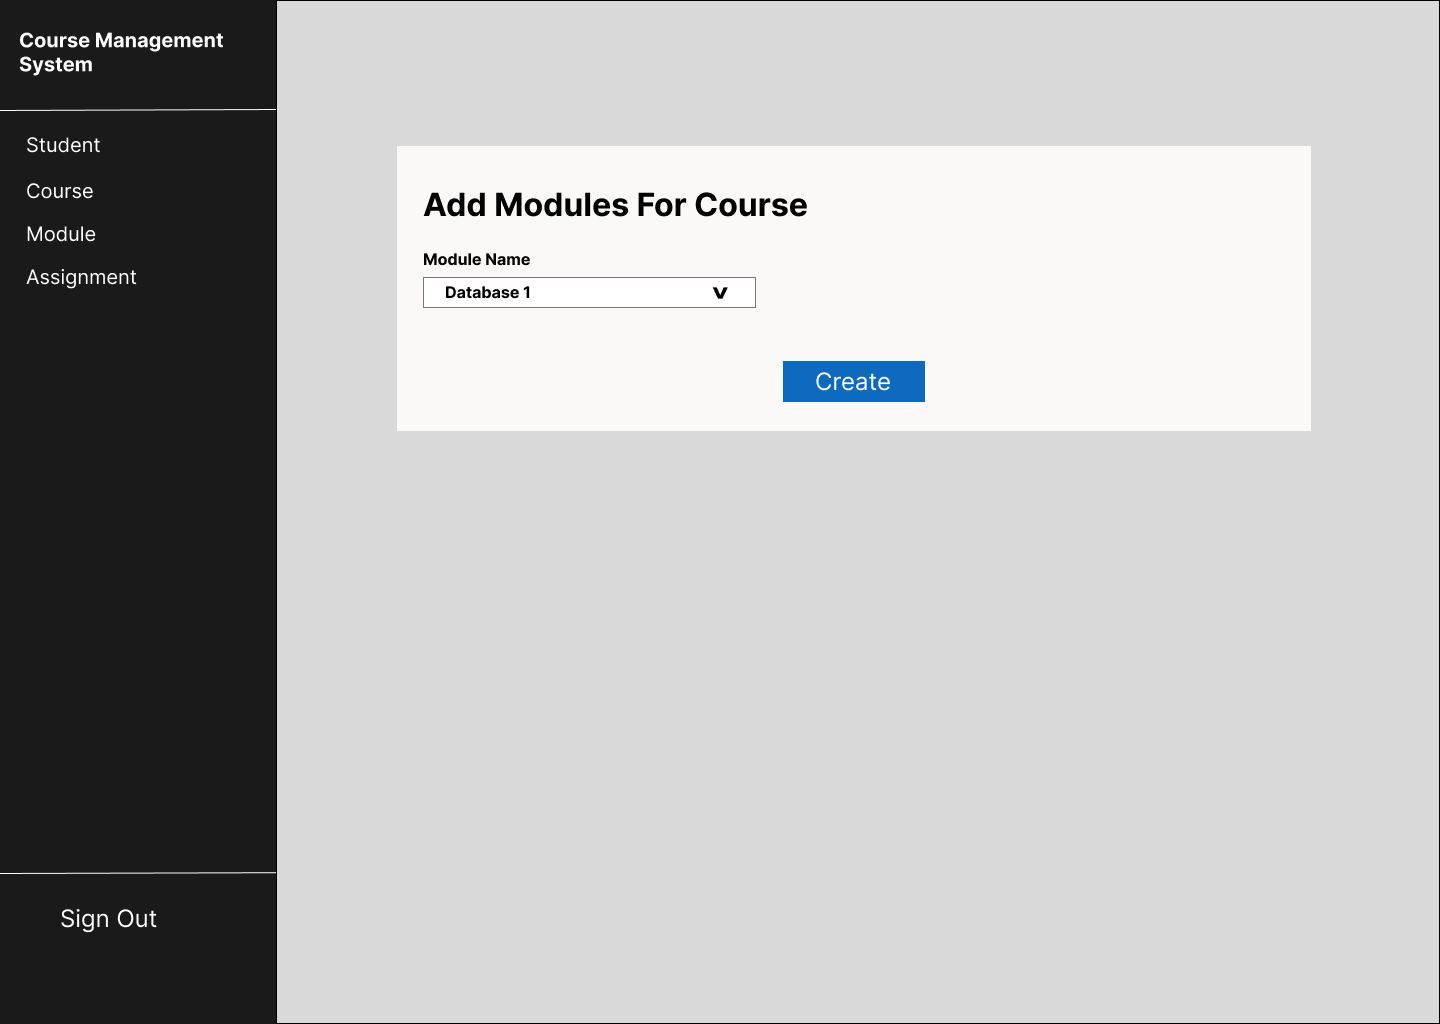 Course Management
System
Student
Course
Module
Assignment
Sign Out
Add Modules For Course
Module Name
Database 1
Create